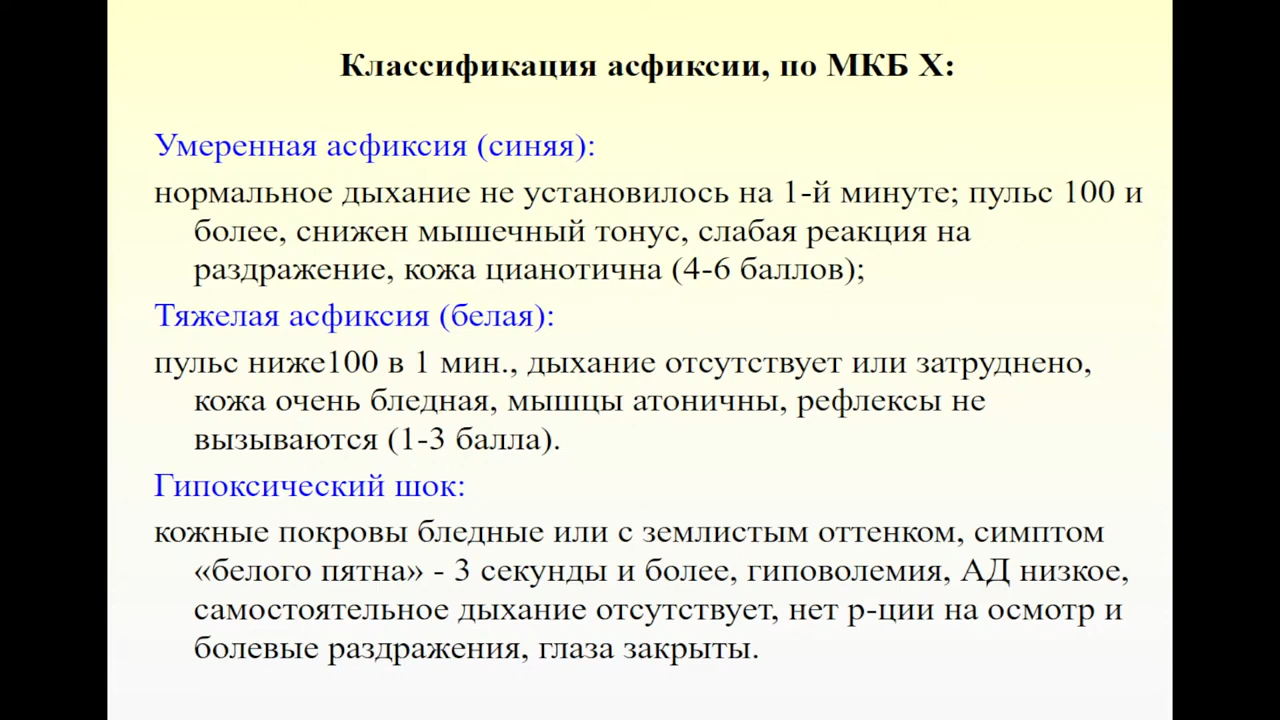 Классификация асфиксии, по МКБ X:
Умеренная асфиксия (синяя):
нормальное дыхание не установилось на 1-й минуте; пульс 100 и
более, снижен мышечный тонус, слабая реакция на
раздражение, кожа цианотична (4-6 баллов);
Тяжелая асфиксия (белая):
пульс ниже100 в 1 мин., дыхание отсутствует или затруднено,
кожа очень бледная, мышцы атоничны, рефлексы не
вызываются (1-3 балла).
Гипоксический шок:
кожные покровы бледные или с землистым оттенком, симптом
«белого пятна» - 3 секунды и более, гиповолемия, АД низкое,
самостоятельное дыхание отсутствует, нет р-ции на осмотр и
болевые раздражения, глаза закрыты.